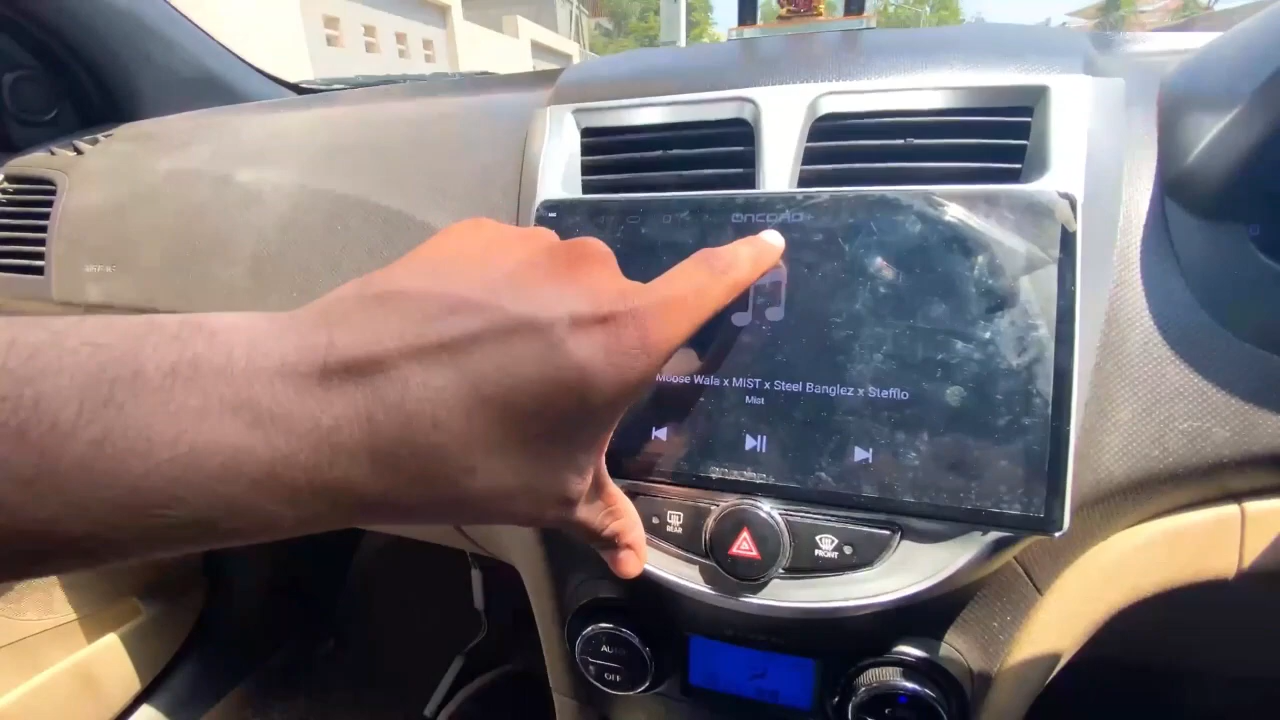 Moose Wala x MIST x Steel Banglez x Stefflo
Mist
REAR
FRONT
AUTO
OFF